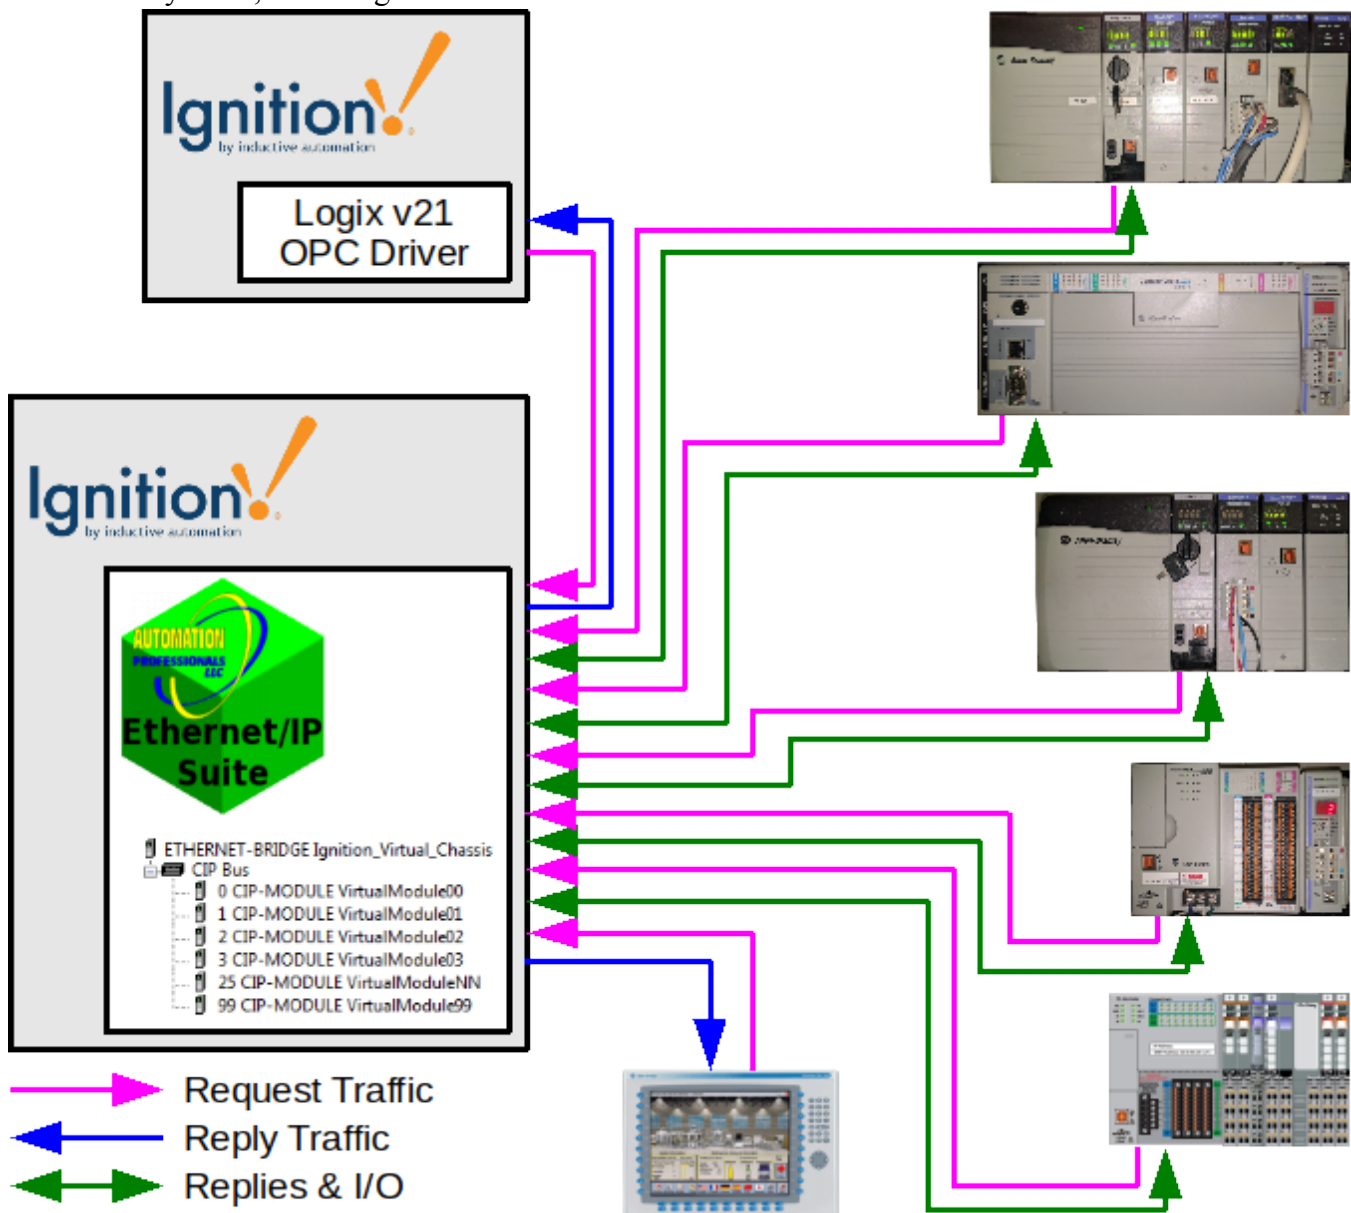 Ignition!
by inductive automation
Logix v21
OPC Driver
Ignition!
by inductive automation
AUTOMATION
PROFESSIONALS
LLC
Ethernet/IP
Suite
ETHERNET-BRIDGE Ignition_Virtual_Chassis
CIP Bus
0 CIP-MODULE VirtualModule00
1 CIP-MODULE VirtualModule01
2 CIP-MODULE VirtualModule02
3 CIP-MODULE VirtualModule03
25 CIP-MODULE VirtualModuleNN
99 CIP-MODULE VirtualModule99
Request Traffic
Reply Traffic
Replies & I/O